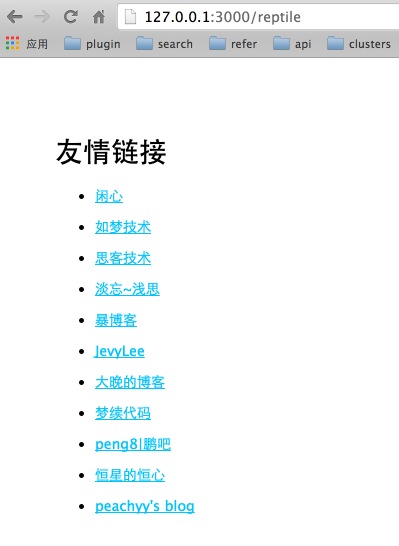 127.0.0.1:3000/reptile
应用 plugin search refer api clusters
友情链接
闲心
如梦技术
思客技术
淡忘~浅思
暴博客
JevyLee
大晚的博客
梦续代码
peng8|鹏吧
恒星的恒心
peachyy's blog